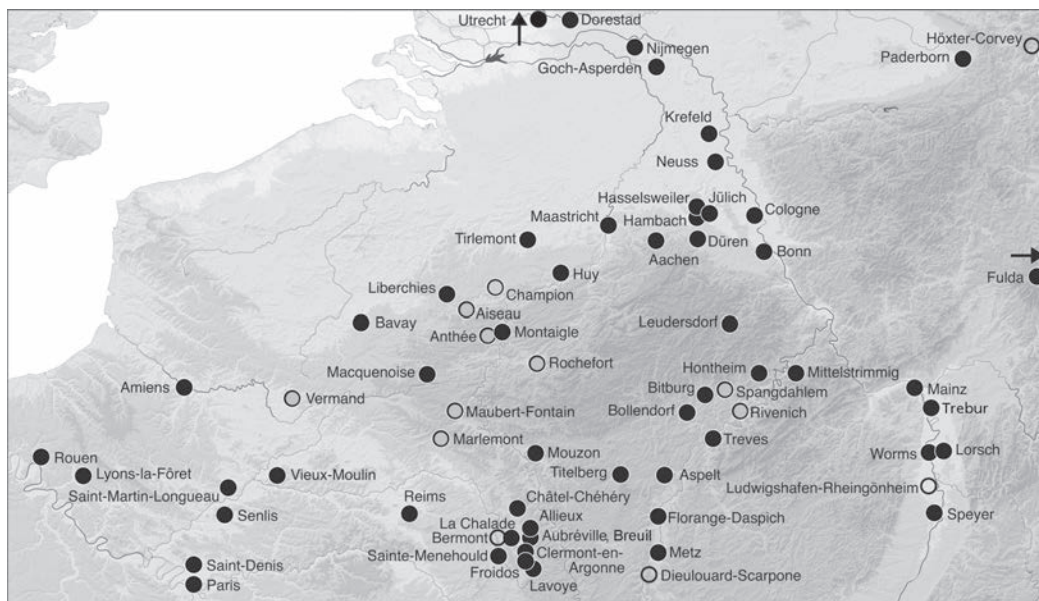 Utrecht
Dorestad
Höxter-Corvey
Nijmegen
Paderborn
Goch-Asperden
Krefeld
Neuss
Hasselsweiler
Jülich
Cologne
Maastricht
Hambach
Tirlemont
Düren
Aachen
Bonn
Huy
Fulda
Champion
Liberchies
Aiseau
Bavay
Anthée
Montaigle
Leudersdorf
Rochefort
Hontheim
Mittelstrimmig
Macquenoise
Amiens
Bitburg
Spangdahlem
Mainz
Vermand
Trebur
Maubert-Fontain
Bollendorf
Rivenich
Marlemont
Treves
Mouzon
Worms
Lorsch
Rouen
Lyons-la-Fôret
Vieux-Moulin
Titelberg
Aspelt
Ludwigshafen-Rheingönheim
Saint-Martin-Longueau
Reims
Châtel-Chéhéry
Senlis
Allieux
Florange-Daspich
Speyer
La Chalade
Bermont
Aubréville, Breuil
Sainte-Menehould
Clermont-en-
Argonne
Metz
Saint-Denis
Froidos
Dieulouard-Scarpone
Paris
Lavoye